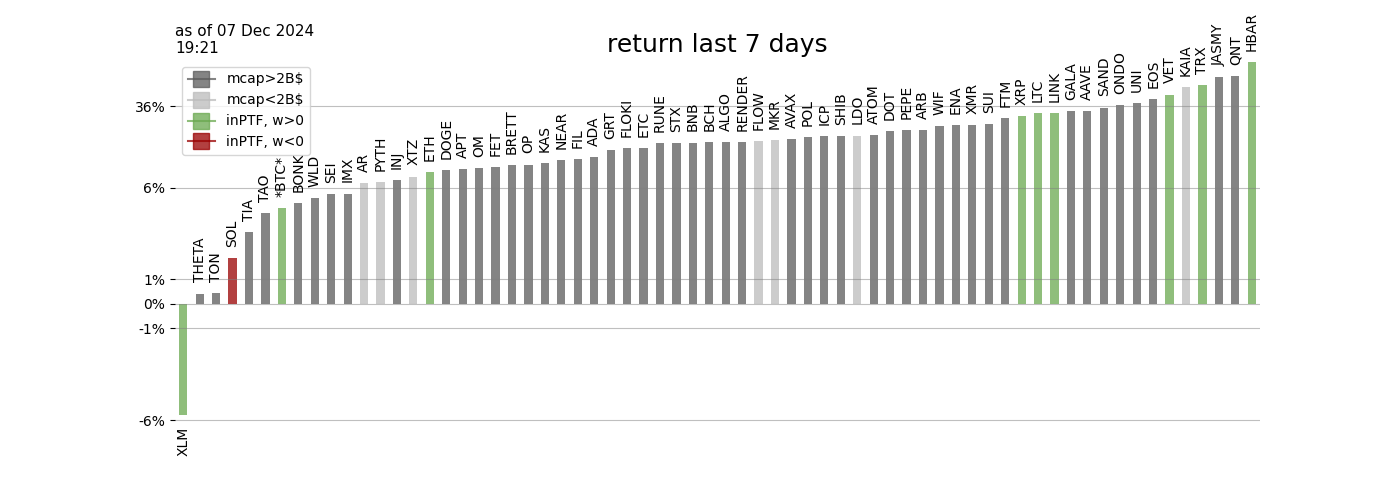 as of 07 Dec 2024
19:21
return last 7 days
mcap>2B$
mcap<2B$
inPTF, w>0
inPTF, w<0
36%
6%
1%
0%
-1%
-6%
XLM
THETA
TON
SOL
TIA
TAO
*BTC*
BONK
WLD
SEI
IMX
AR
PYTH
INJ
XTZ
ETH
DOGE
APT
OM
FET
BRETT
OP
KAS
NEAR
FIL
ADA
GRT
FLOKI
ETC
RUNE
STX
BNB
BCH
ALGO
RENDER
FLOW
MKR
AVAX
POL
ICP
SHIB
LDO
ATOM
DOT
PEPE
ARB
WIF
ENA
XMR
SUI
FTM
XRP
LTC
LINK
GALA
AAVE
SAND
ONDO
UNI
EOS
VET
KAIA
TRX
JASMY
QNT
HBAR